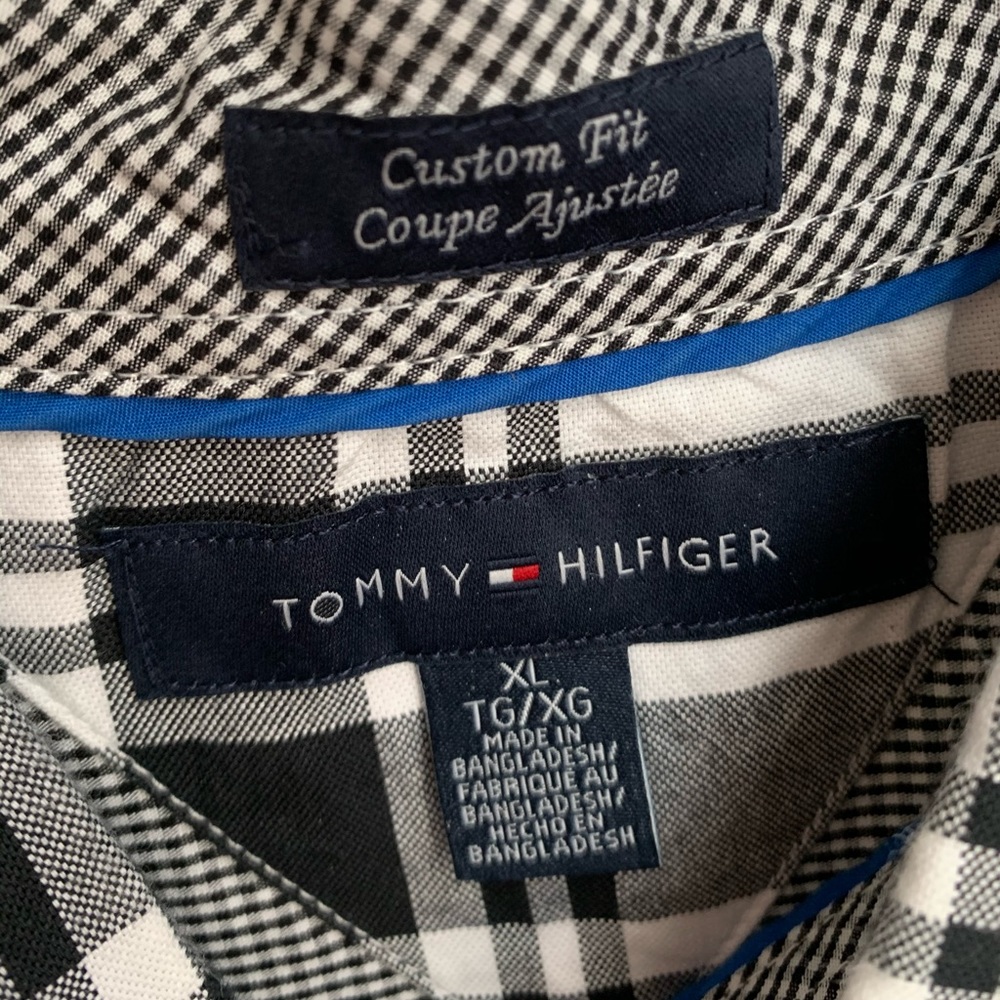 Custom Fit
Coupe Ajustée
TOMMY HILFIGER
XL
TG/XG
MADE IN
BANGLADESH/
FABRIQUÉ AU
BANGLADESH/
HECHO EN
BANGLADESH